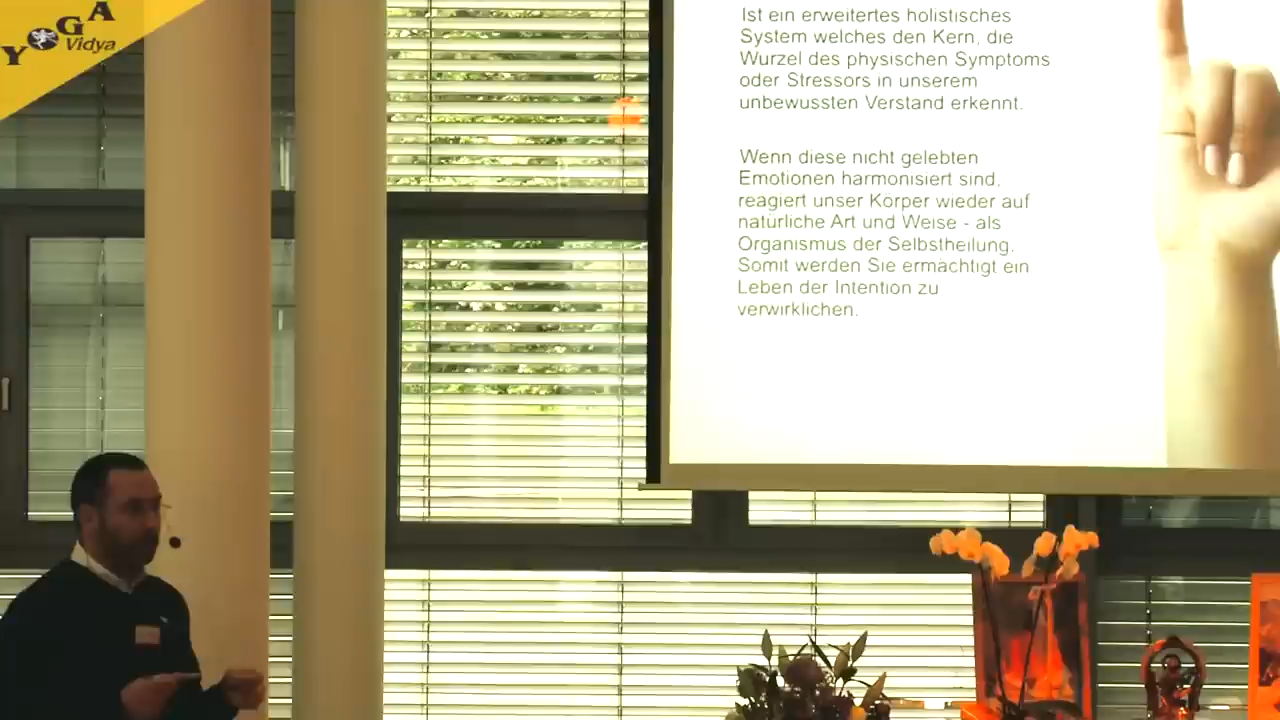 YOGA
Vidya
Ist ein erweitertes holistisches
System welches den Kern, die
Wurzel des physischen Symptoms
oder Stressors in unserem
unbewussten Verstand erkennt.
Wenn diese nicht gelebten
Emotionen harmonisiert sind,
reagiert unser Körper wieder auf
natürliche Art und Weise - als
Organismus der Selbstheilung.
Somit werden Sie ermächtigt ein
Leben der Intention zu
verwirklichen.